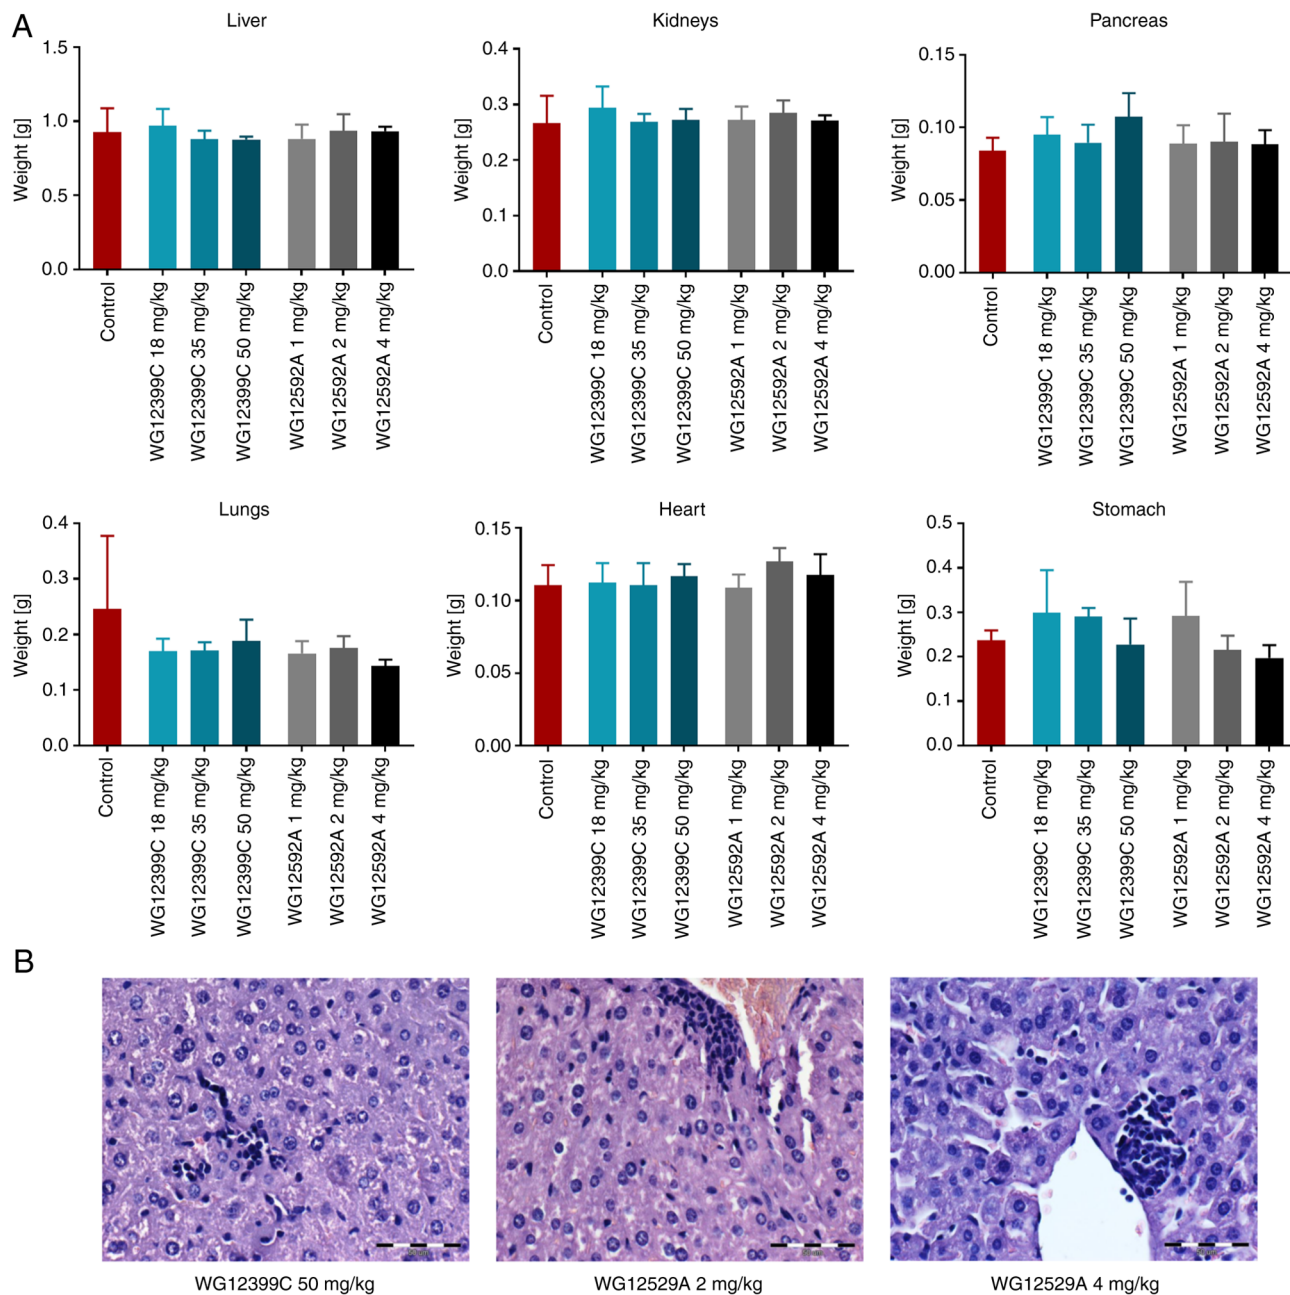 A
Liver
Kidneys
Pancreas
Weight [g]
1.5
1.0
0.5
0.0
Control
WG12399C 18 mg/kg
WG12399C 35 mg/kg
WG12399C 50 mg/kg
WG12592A 1 mg/kg
WG12592A 2 mg/kg
WG12592A 4 mg/kg
Weight [g]
0.4
0.3
0.2
0.1
0.0
Control
WG12399C 18 mg/kg
WG12399C 35 mg/kg
WG12399C 50 mg/kg
WG12592A 1 mg/kg
WG12592A 2 mg/kg
WG12592A 4 mg/kg
Weight [g]
0.15
0.10
0.05
0.00
Control
WG12399C 18 mg/kg
WG12399C 35 mg/kg
WG12399C 50 mg/kg
WG12592A 1 mg/kg
WG12592A 2 mg/kg
WG12592A 4 mg/kg
Lungs
Heart
Stomach
Weight [g]
0.4
0.3
0.2
0.1
0.0
Control
WG12399C 18 mg/kg
WG12399C 35 mg/kg
WG12399C 50 mg/kg
WG12592A 1 mg/kg
WG12592A 2 mg/kg
WG12592A 4 mg/kg
Weight [g]
0.15
0.10
0.05
0.00
Control
WG12399C 18 mg/kg
WG12399C 35 mg/kg
WG12399C 50 mg/kg
WG12592A 1 mg/kg
WG12592A 2 mg/kg
WG12592A 4 mg/kg
Weight [g]
0.5
0.4
0.3
0.2
0.1
0.0
Control
WG12399C 18 mg/kg
WG12399C 35 mg/kg
WG12399C 50 mg/kg
WG12592A 1 mg/kg
WG12592A 2 mg/kg
WG12592A 4 mg/kg
B
WG12399C 50 mg/kg
WG12529A 2 mg/kg
WG12529A 4 mg/kg